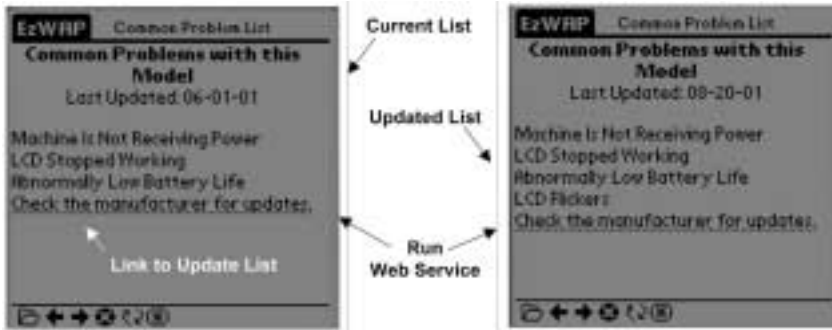 EzWAP Common Problem List
Common Problems with this
Model
Last Updated: 06-01-01
Machine Is Not Receiving Power
LCD Stopped Working
Abnormally Low Battery Life
Check the manufacturer for updates.
Link to Update List
Current List
Updated List
Run
Web Service
EzWAP Common Problem List
Common Problems with this
Model
Last Updated: 08-20-01
Machine Is Not Receiving Power
LCD Stopped Working
Abnormally Low Battery Life
LCD Flickers
Check the manufacturer for updates.